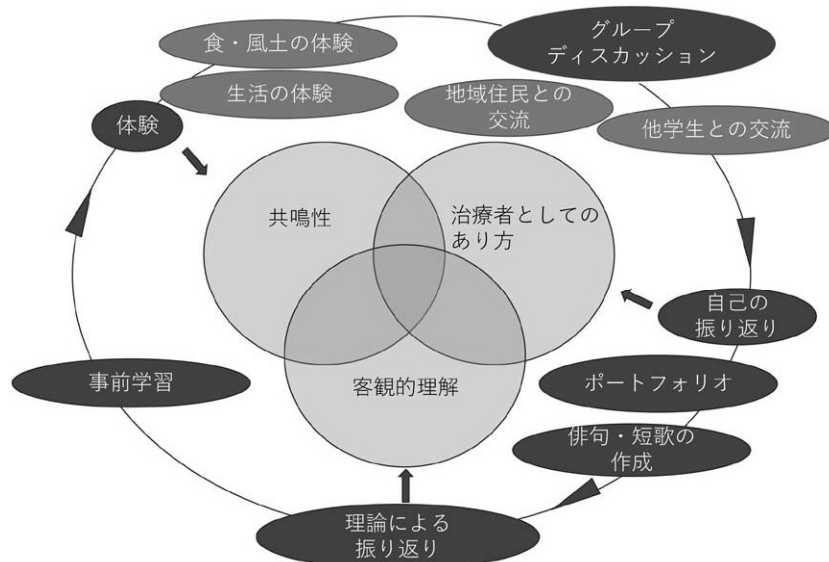 食・風土の体験
グループ
ディスカッション
生活の体験
地域住民との
交流
他学生との交流
体験
共鳴性
治療者としての
あり方
自己の
振り返り
事前学習
客観的理解
ポートフォリオ
俳句・短歌の
作成
理論による
振り返り